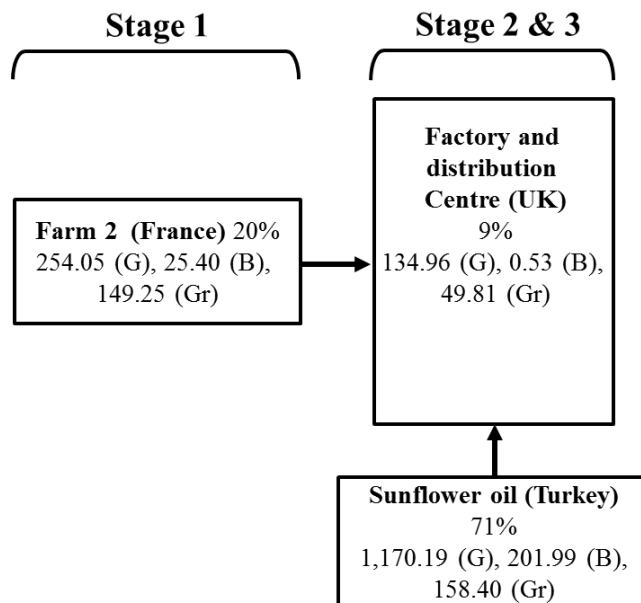 Stage 1
Stage 2 & 3
Farm 2 (France) 20%
254.05 (G), 25.40 (B),
149.25 (Gr)
Factory and
distribution
Centre (UK)
9%
134.96 (G), 0.53 (B),
49.81 (Gr)
Sunflower oil (Turkey)
71%
1,170.19 (G), 201.99 (B),
158.40 (Gr)